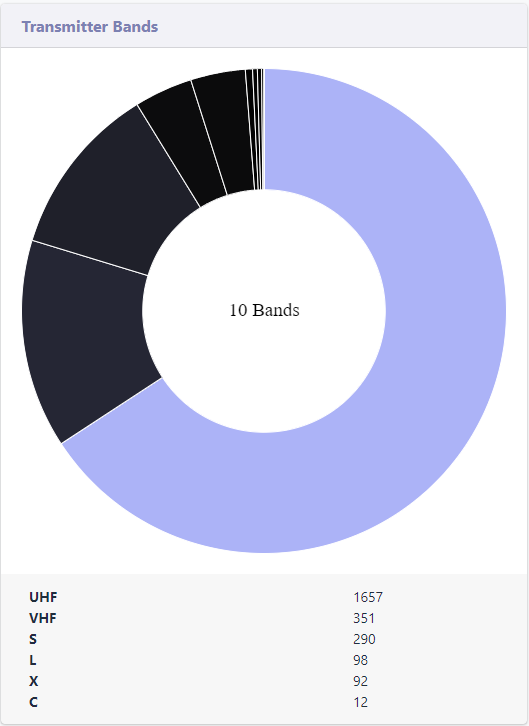 Transmitter Bands
10 Bands
UHF 1657
VHF 351
S 290
L 98
X 92
C 12